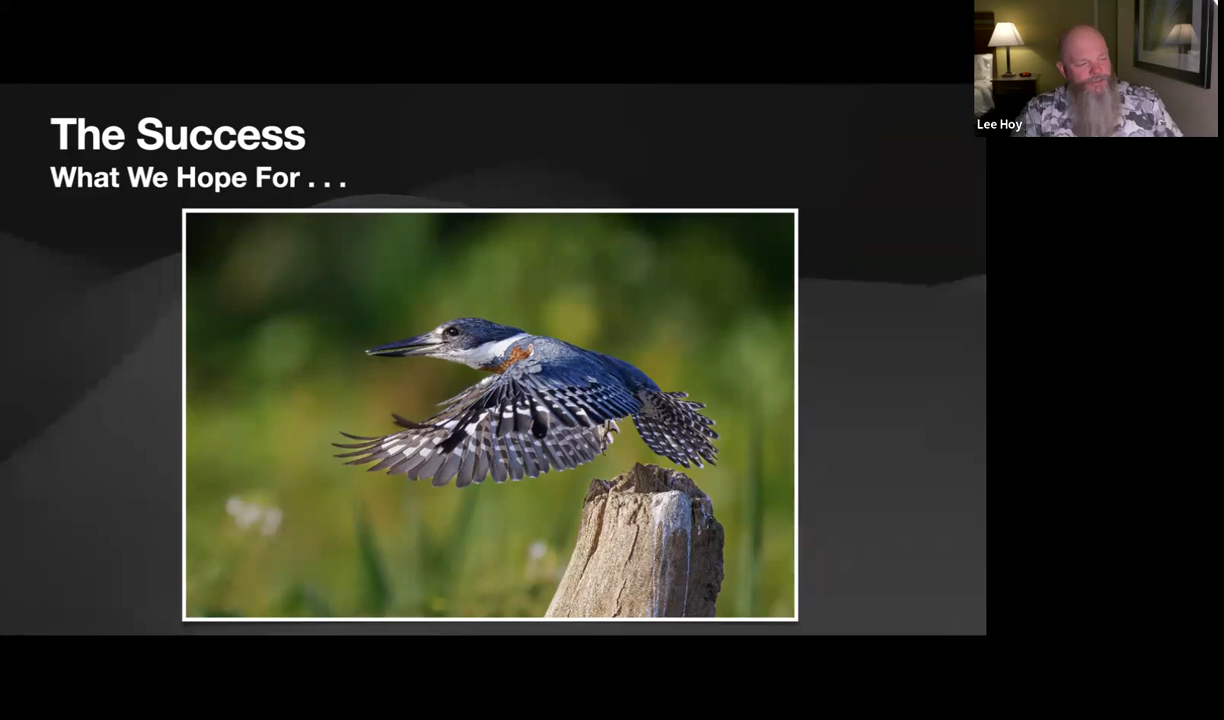 The Success
What We Hope For . . .
Lee Hoy